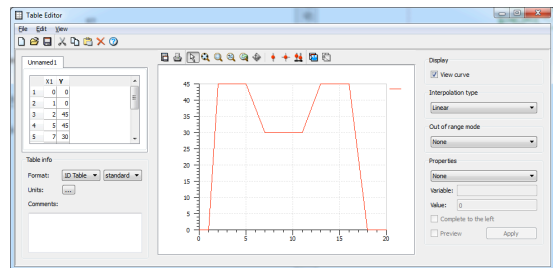 Table Editor
File Edit View
Unnamed1
X1 Y
1 0 0
2 1 0
3 2 45
4 5 45
5 7 30
Table info
Format: 1D Table standard
Units: ...
Comments:
45
40
35
30
25
20
15
10
5
0
0 5 10 15 20
Display
View curve
Interpolation type
Linear
Out of range mode
None
Properties
None
Variable:
Value: 0
Complete to the left
Preview Apply